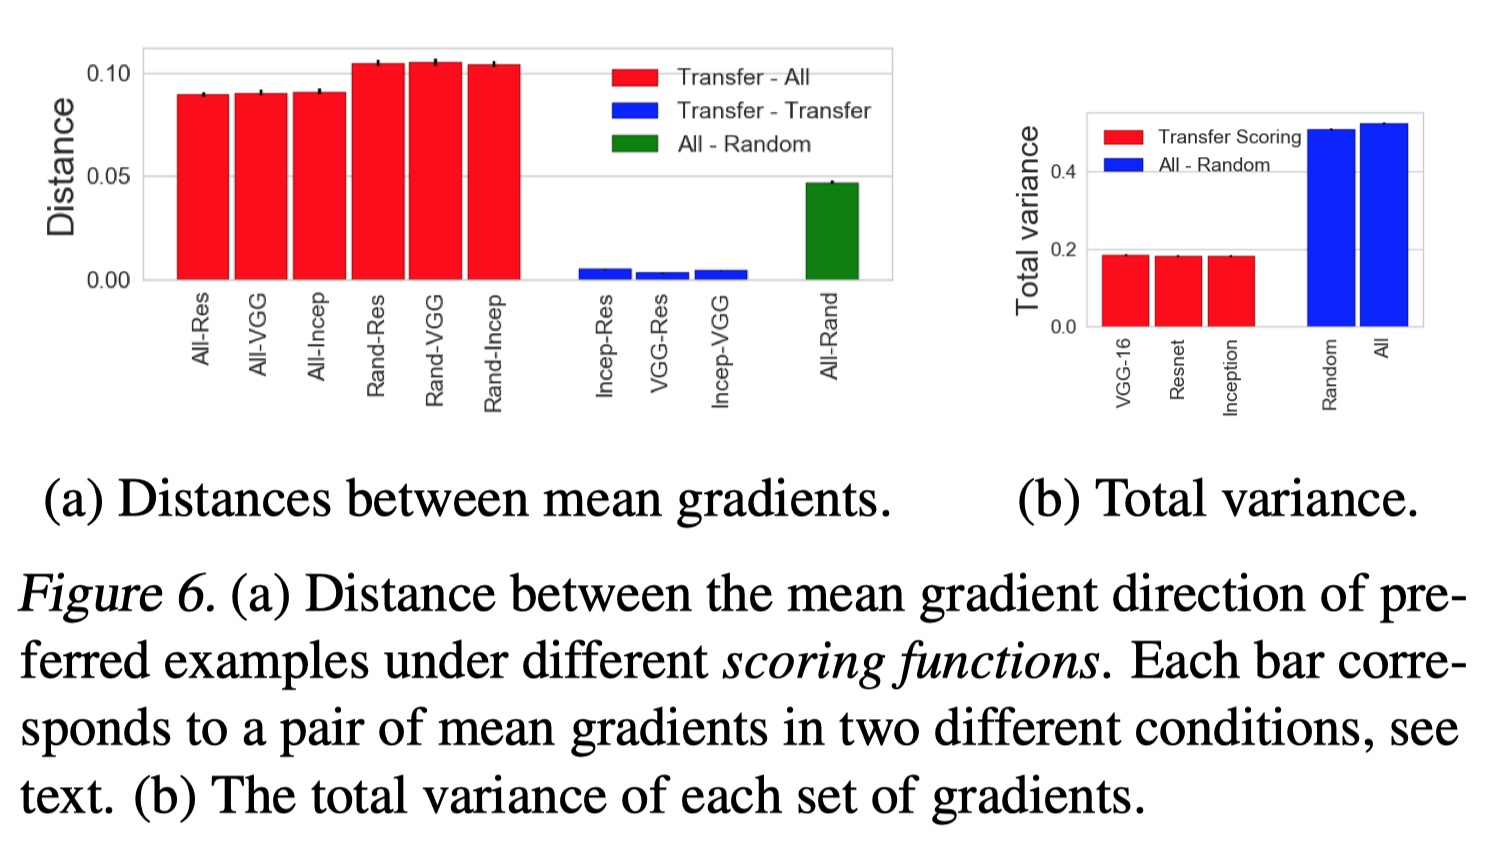 Distance
0.10
0.05
0.00
Transfer - All
Transfer - Transfer
All - Random
All-Res
All-VGG
All-Incep
Rand-Res
Rand-VGG
Rand-Incep
Incep-Res
VGG-Res
Incep-VGG
All-Rand
Total variance
0.4
0.2
0.0
Transfer Scoring
All - Random
VGG-16
Resnet
Inception
Random
All
(a) Distances between mean gradients.
(b) Total variance.
Figure 6. (a) Distance between the mean gradient direction of pre-
ferred examples under different scoring functions. Each bar corre-
sponds to a pair of mean gradients in two different conditions, see
text. (b) The total variance of each set of gradients.